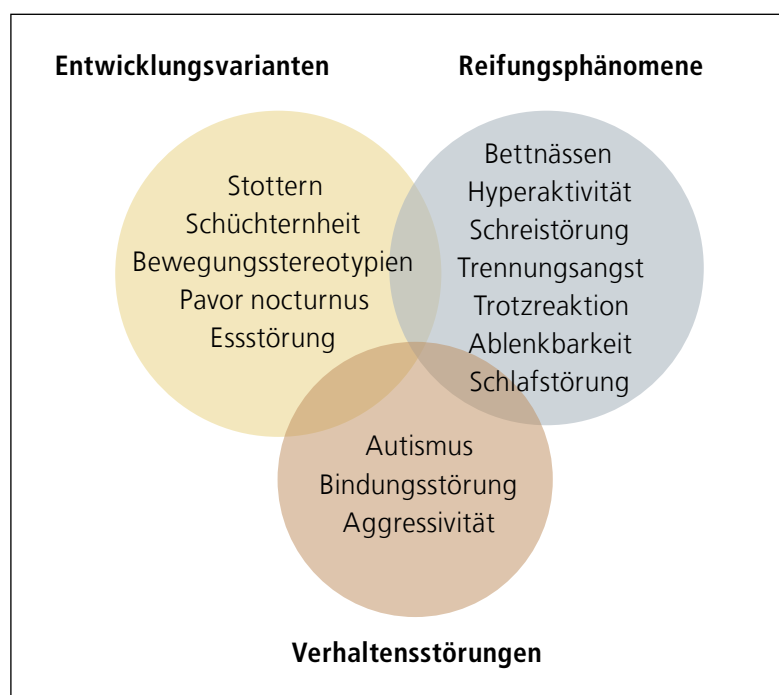 Entwicklungsvarianten
Reifungsphänomene
Stottern
Schüchternheit
Bewegungsstereotypien
Pavor nocturnus
Essstörung
Bettnässen
Hyperaktivität
Schreistörung
Trennungsangst
Trotzreaktion
Ablenkbarkeit
Schlafstörung
Autismus
Bindungsstörung
Aggressivität
Verhaltensstörungen